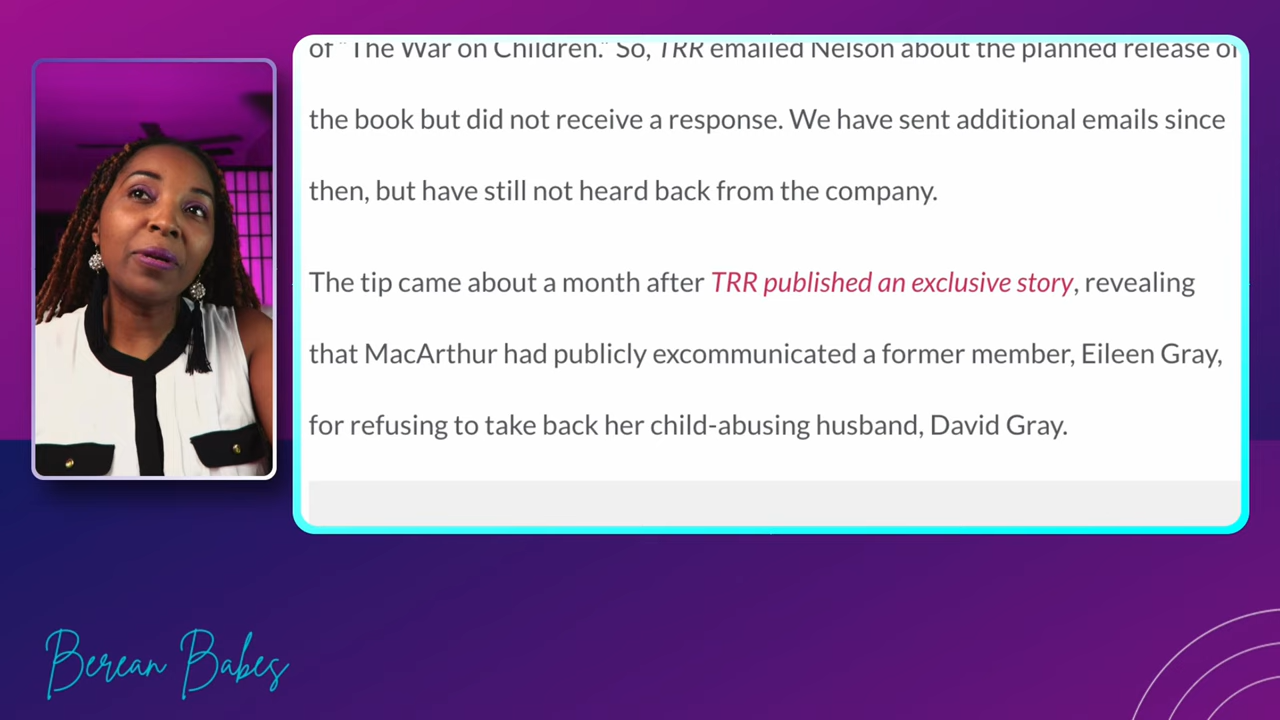 of "The War on Children." So, TRR emailed Nelson about the planned release of
the book but did not receive a response. We have sent additional emails since
then, but have still not heard back from the company.
The tip came about a month after TRR published an exclusive story, revealing
that MacArthur had publicly excommunicated a former member, Eileen Gray,
for refusing to take back her child-abusing husband, David Gray.
Berean Babes